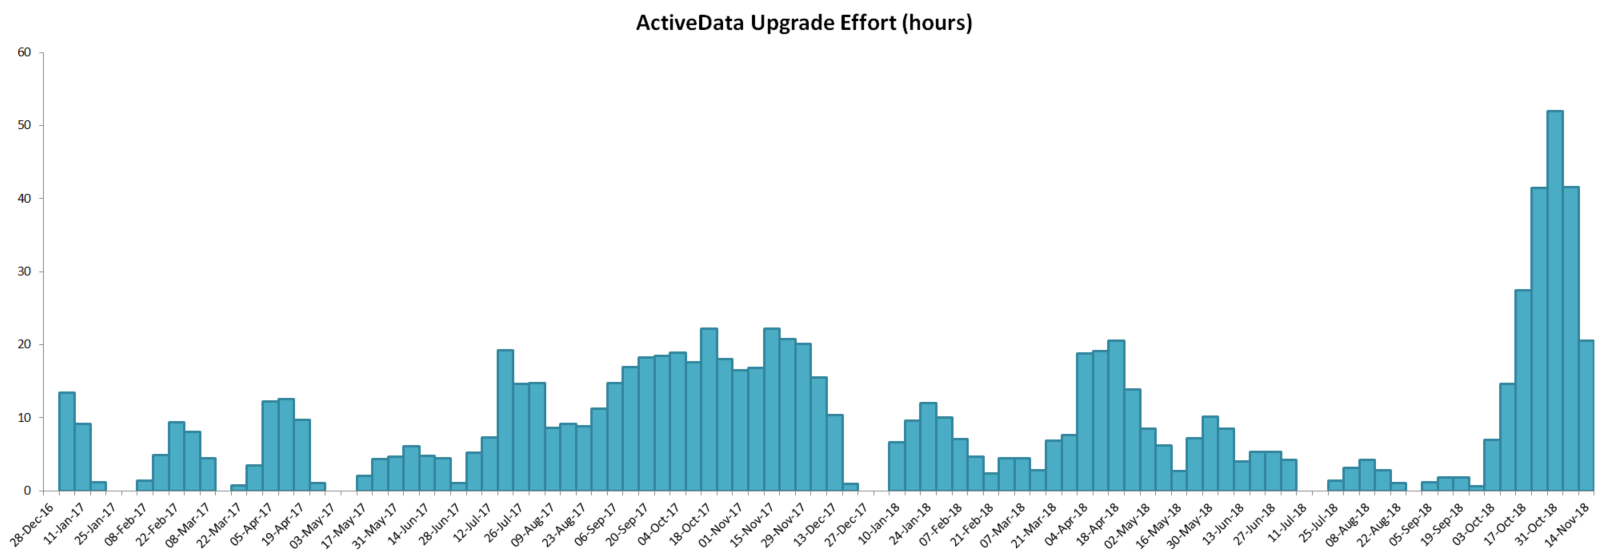 ActiveData Upgrade Effort (hours)
60
50
40
30
20
10
0
28-Dec-16
11-Jan-17
25-Jan-17
08-Feb-17
22-Feb-17
08-Mar-17
22-Mar-17
05-Apr-17
19-Apr-17
03-May-17
17-May-17
31-May-17
14-Jun-17
28-Jun-17
12-Jul-17
26-Jul-17
09-Aug-17
23-Aug-17
06-Sep-17
20-Sep-17
04-Oct-17
18-Oct-17
01-Nov-17
15-Nov-17
29-Nov-17
13-Dec-17
27-Dec-17
10-Jan-18
24-Jan-18
07-Feb-18
21-Feb-18
07-Mar-18
21-Mar-18
04-Apr-18
18-Apr-18
02-May-18
16-May-18
30-May-18
13-Jun-18
27-Jun-18
11-Jul-18
25-Jul-18
08-Aug-18
22-Aug-18
05-Sep-18
19-Sep-18
03-Oct-18
17-Oct-18
31-Oct-18
14-Nov-18